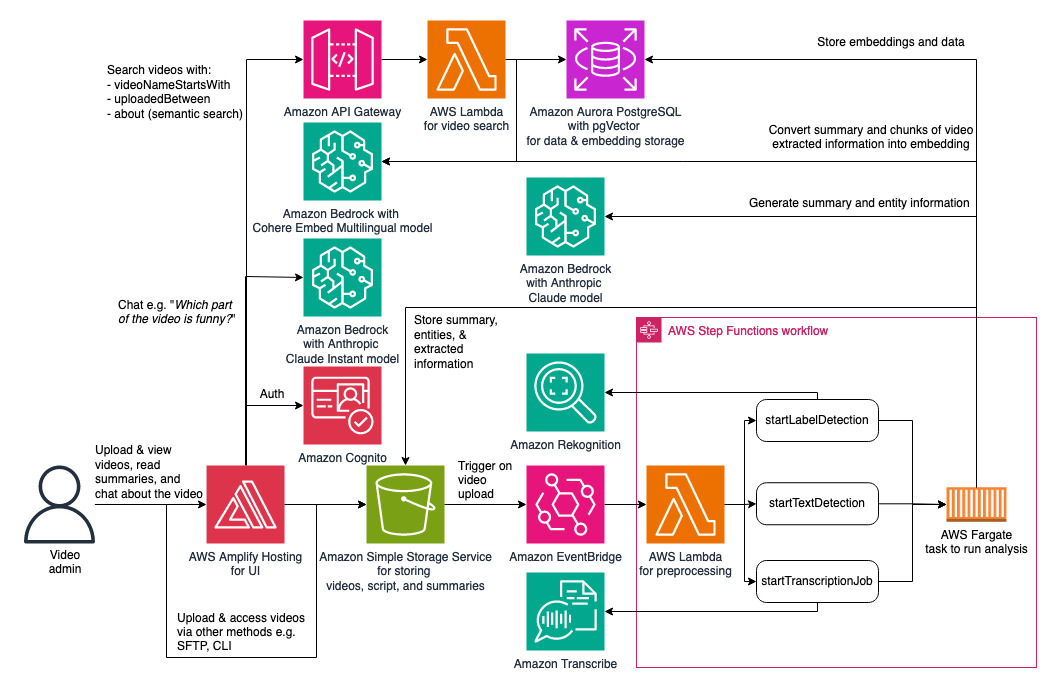 Store embeddings and data
Search videos with:
- videoNameStartsWith
- uploadedBetween
- about (semantic search)
Amazon API Gateway
AWS Lambda
for video search
Amazon Aurora PostgreSQL
with pgVector
for data & embedding storage
Convert summary and chunks of video
extracted information into embedding
Amazon Bedrock with
Cohere Embed Multilingual model
Generate summary and entity information
Amazon Bedrock
with Anthropic
Claude model
Chat e.g. "Which part
of the video is funny?"
Amazon Bedrock
with Anthropic
Claude Instant model
Store summary,
entities, &
extracted
information
AWS Step Functions workflow
Auth
Amazon Cognito
Amazon Rekognition
startLabelDetection
Upload & view
videos, read
summaries, and
chat about the video
Trigger on
video
upload
startTextDetection
Video
admin
AWS Amplify Hosting
for UI
Amazon Simple Storage Service
for storing
videos, script, and summaries
Amazon EventBridge
AWS Lambda
for preprocessing
AWS Fargate
task to run analysis
startTranscriptionJob
Upload & access videos
via other methods e.g.
SFTP, CLI
Amazon Transcribe